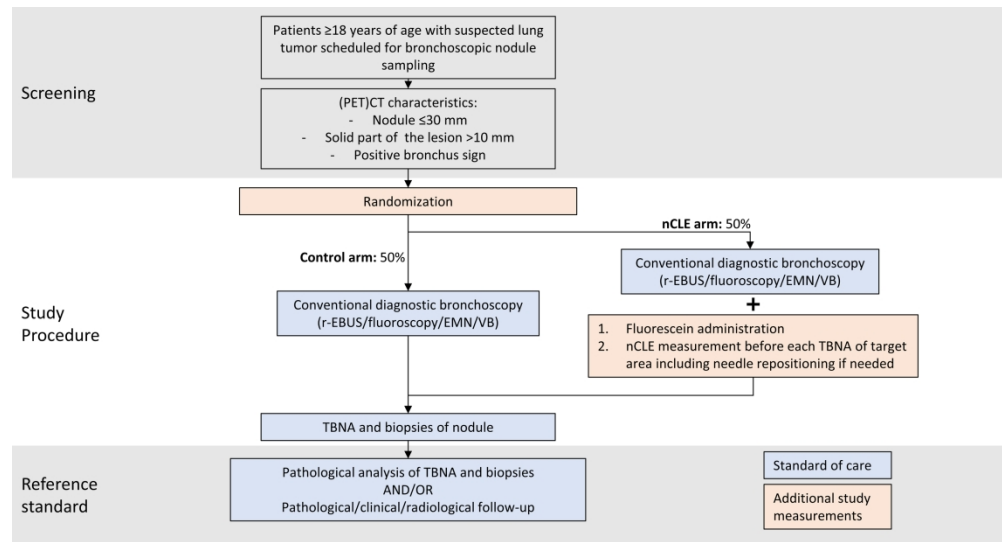 Screening
Patients ≥18 years of age with suspected lung
tumor scheduled for bronchoscopic nodule
sampling
(PET)CT characteristics:
- Nodule ≤30 mm
- Solid part of the lesion >10 mm
- Positive bronchus sign
Study
Procedure
Randomization
Control arm: 50%
nCLE arm: 50%
Conventional diagnostic bronchoscopy
(r-EBUS/fluoroscopy/EMN/VB)
Conventional diagnostic bronchoscopy
(r-EBUS/fluoroscopy/EMN/VB)
+
1. Fluorescein administration
2. nCLE measurement before each TBNA of target
area including needle repositioning if needed
TBNA and biopsies of nodule
Reference
standard
Pathological analysis of TBNA and biopsies
AND/OR
Pathological/clinical/radiological follow-up
Standard of care
Additional study
measurements